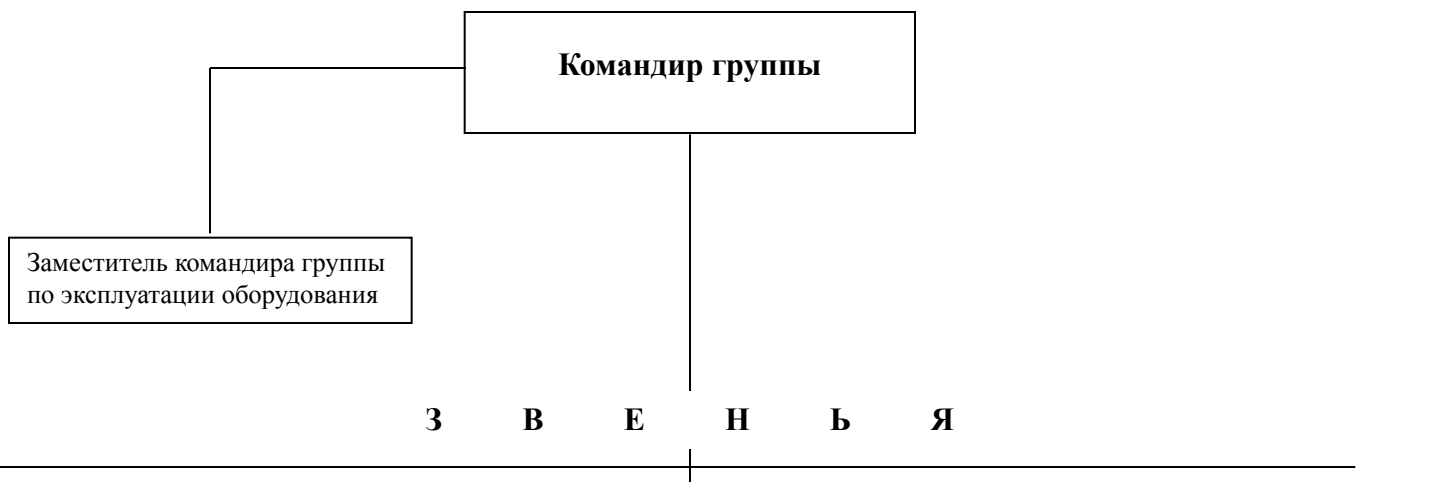 Командир группы
Заместитель командира группы
по эксплуатации оборудования
З В Е Н Ь Я